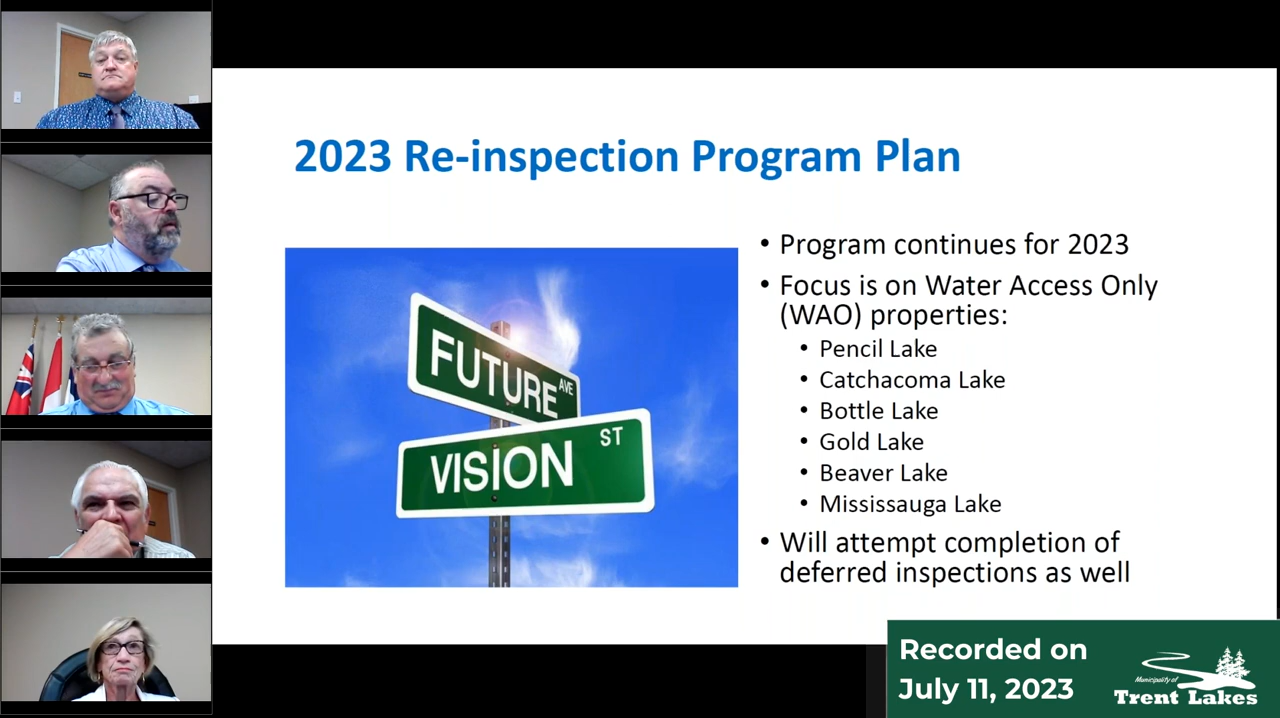 2023 Re-inspection Program Plan
• Program continues for 2023
• Focus is on Water Access Only
(WAO) properties:
• Pencil Lake
• Catchacoma Lake
• Bottle Lake
• Gold Lake
• Beaver Lake
• Mississauga Lake
• Will attempt completion of
deferred inspections as well
FUTURE AVE
VISION ST
Recorded on
July 11, 2023
Municipality of
Trent Lakes